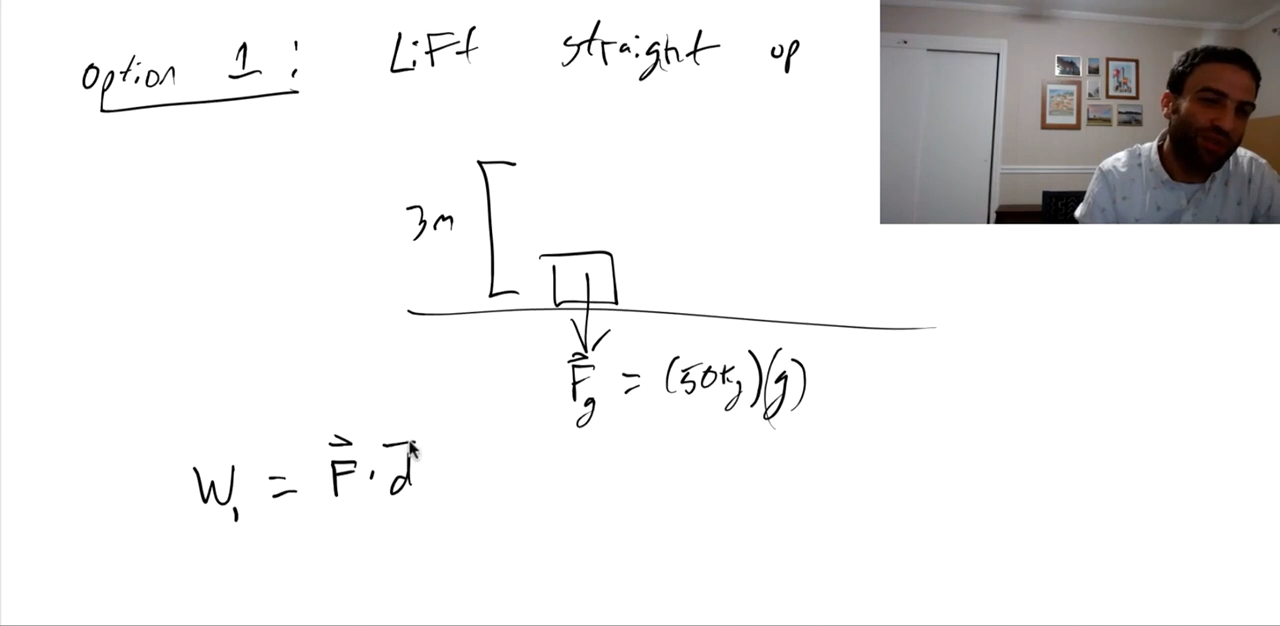 Option 1: Lift straight up
3m
F⃗g = (50kg)(g)
W₁ = F⃗ · d⃗